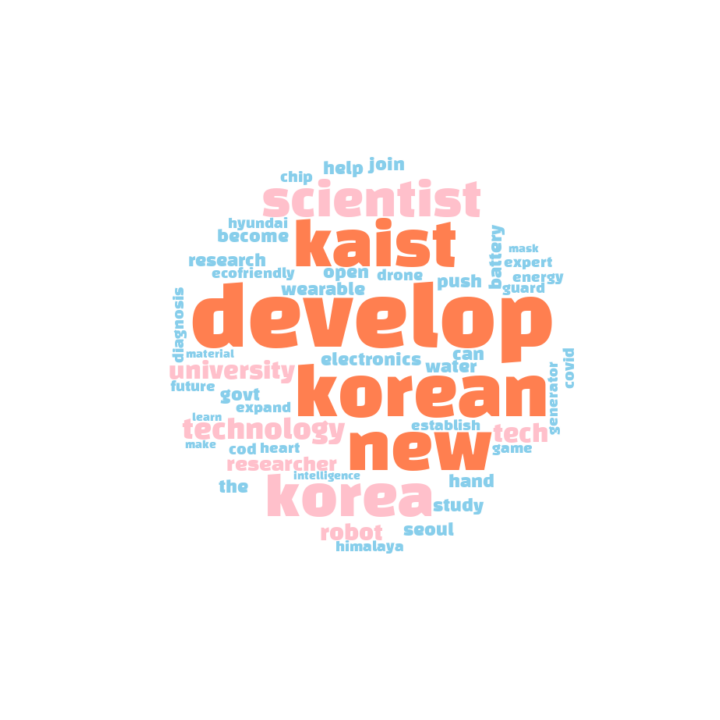 help join
chip
scientist
hyundai
kaist
become
battery
mask
research
expert
ecofriendly
open
drone
push
energy
wearable
guard
develop
diagnosis
material
electronics
can
covid
university
water
future
korean
govt
generator
expand
learn
technology
establish
tech
make
new
cod heart
game
researcher
intelligence
the
korea
hand
study
robot
seoul
himalaya